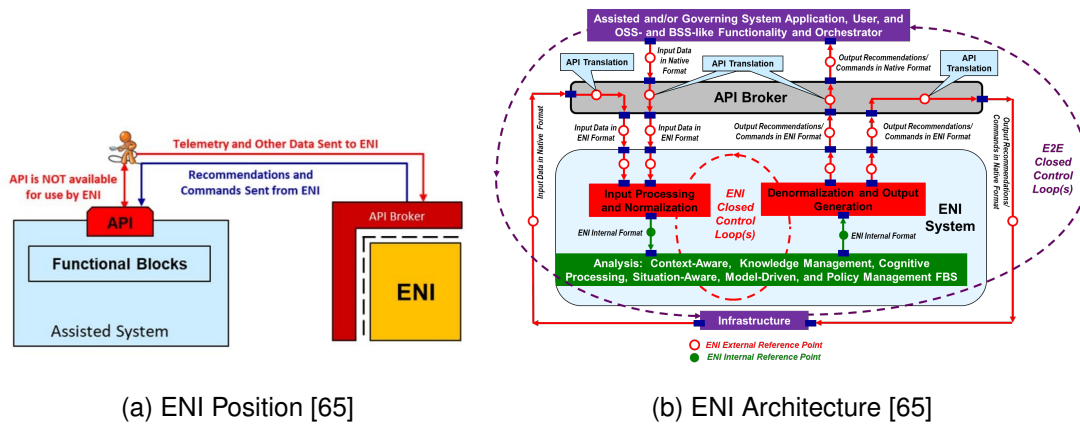 Telemetry and Other Data Sent to ENI
API is NOT available
for use by ENI
Recommendations and
Commands Sent from ENI
API
Functional Blocks
Assisted System
API Broker
ENI
(a) ENI Position [65]
Assisted and/or Governing System Application, User, and
OSS- and BSS-like Functionality and Orchestrator
API Translation
Input Data
in Native
Format
API Translation
Output Recommendations/
Commands in Native Format
API
Translation
API Broker
Input Data in Native Format
Input Data in
ENI Format
Input Data in
ENI Format
Output Recommendations/
Commands in ENI Format
Output Recommendations/
Commands in ENI Format
Output Recommendations/
Commands in Native Format
E2E
Closed
Control
Loop(s)
Input Processing
and Normalization
ENI
Closed
Control
Loop(s)
Denormalization and Output
Generation
ENI
System
ENI Internal Format
ENI Internal Format
Analysis: Context-Aware, Knowledge Management, Cognitive
Processing, Situation-Aware, Model-Driven, and Policy Management FBS
Infrastructure
ENI External Reference Point
ENI Internal Reference Point
(b) ENI Architecture [65]